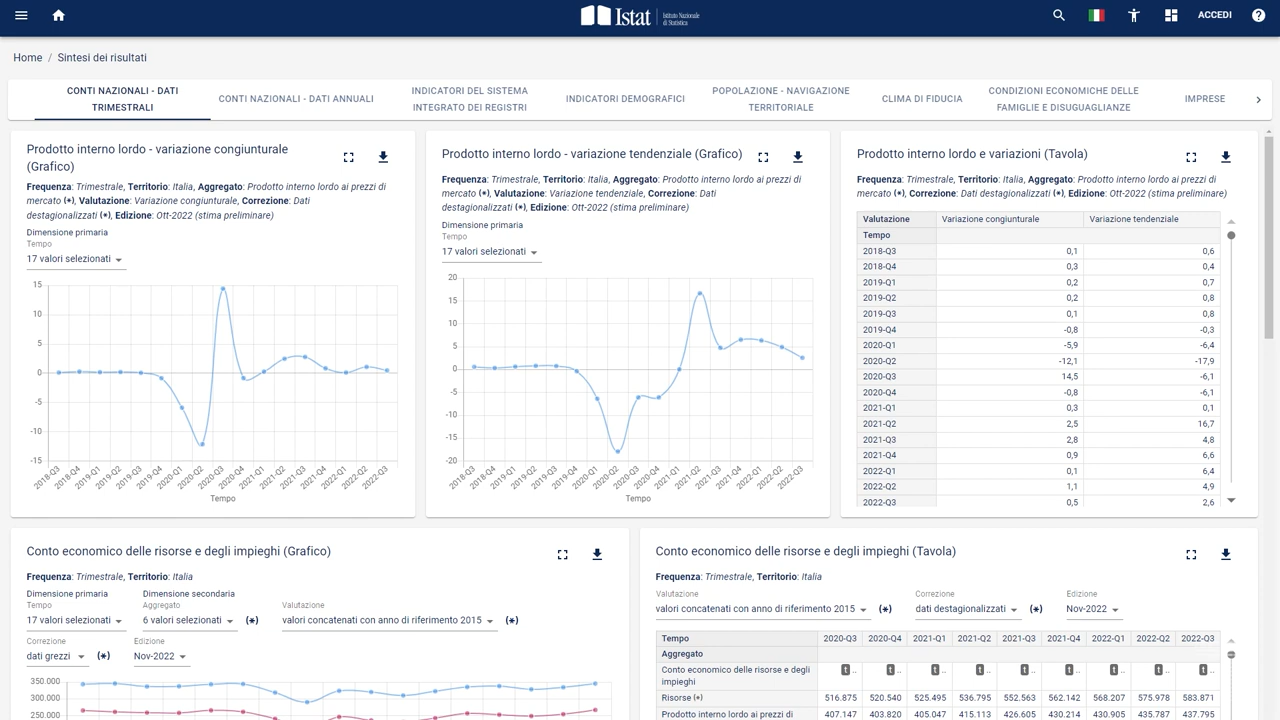 Istat Istituto Nazionale di Statistica
ACCEDI
Home / Sintesi dei risultati
CONTI NAZIONALI - DATI TRIMESTRALI
CONTI NAZIONALI - DATI ANNUALI
INDICATORI DEL SISTEMA INTEGRATO DEI REGISTRI
INDICATORI DEMOGRAFICI
POPOLAZIONE - NAVIGAZIONE TERRITORIALE
CLIMA DI FIDUCIA
CONDIZIONI ECONOMICHE DELLE FAMIGLIE E DISUGUAGLIANZE
IMPRESE
Prodotto interno lordo - variazione congiunturale
(Grafico)
Frequenza: Trimestrale, Territorio: Italia, Aggregato: Prodotto interno lordo ai prezzi di
mercato (*), Valutazione: Variazione congiunturale, Correzione: Dati
destagionalizzati (*), Edizione: Ott-2022 (stima preliminare)
Dimensione primaria
Tempo
17 valori selezionati
15
10
5
0
-5
-10
-15
2018-Q3 2018-Q4 2019-Q1 2019-Q2 2019-Q3 2019-Q4 2020-Q1 2020-Q2 2020-Q3 2020-Q4 2021-Q1 2021-Q2 2021-Q3 2021-Q4 2022-Q1 2022-Q2 2022-Q3
Tempo
Prodotto interno lordo - variazione tendenziale (Grafico)
Frequenza: Trimestrale, Territorio: Italia, Aggregato: Prodotto interno lordo ai prezzi di
mercato (*), Valutazione: Variazione tendenziale, Correzione: Dati
destagionalizzati (*), Edizione: Ott-2022 (stima preliminare)
Dimensione primaria
Tempo
17 valori selezionati
20
15
10
5
0
-5
-10
-15
-20
2018-Q3 2018-Q4 2019-Q1 2019-Q2 2019-Q3 2019-Q4 2020-Q1 2020-Q2 2020-Q3 2020-Q4 2021-Q1 2021-Q2 2021-Q3 2021-Q4 2022-Q1 2022-Q2 2022-Q3
Tempo
Prodotto interno lordo e variazioni (Tavola)
Frequenza: Trimestrale, Territorio: Italia, Aggregato: Prodotto interno lordo ai prezzi di
mercato (*), Correzione: Dati destagionalizzati (*), Edizione: Ott-2022 (stima preliminare)
Valutazione Variazione congiunturale Variazione tendenziale
Tempo
2018-Q3 0,1 0,6
2018-Q4 0,3 0,4
2019-Q1 0,2 0,7
2019-Q2 0,2 0,8
2019-Q3 0,1 0,8
2019-Q4 -0,8 -0,3
2020-Q1 -5,9 -6,4
2020-Q2 -12,1 -17,9
2020-Q3 14,5 -6,1
2020-Q4 -0,8 -6,1
2021-Q1 0,3 0,1
2021-Q2 2,5 16,7
2021-Q3 2,8 4,8
2021-Q4 0,9 6,6
2022-Q1 0,1 6,4
2022-Q2 1,1 4,9
2022-Q3 0,5 2,6
Conto economico delle risorse e degli impieghi (Grafico)
Frequenza: Trimestrale, Territorio: Italia
Dimensione primaria Dimensione secondaria
Tempo Aggregato Valutazione
17 valori selezionati 6 valori selezionati (*) valori concatenati con anno di riferimento 2015 (*)
Correzione Edizione
dati grezzi (*) Nov-2022
350.000
300.000
250.000
Conto economico delle risorse e degli impieghi (Tavola)
Frequenza: Trimestrale, Territorio: Italia
Valutazione Correzione Edizione
valori concatenati con anno di riferimento 2015 (*) dati destagionalizzati (*) Nov-2022
Tempo 2020-Q3 2020-Q4 2021-Q1 2021-Q2 2021-Q3 2021-Q4 2022-Q1 2022-Q2 2022-Q3
Aggregato
Conto economico delle risorse e degli t .. t .. t .. t .. t .. t .. t .. t .. t ..
impieghi
Risorse (*) 516.875 520.540 525.495 536.795 552.563 562.142 568.207 575.978 583.871
Prodotto interno lordo ai prezzi di 407.147 403.820 405.047 415.113 426.605 430.214 430.905 435.787 437.795